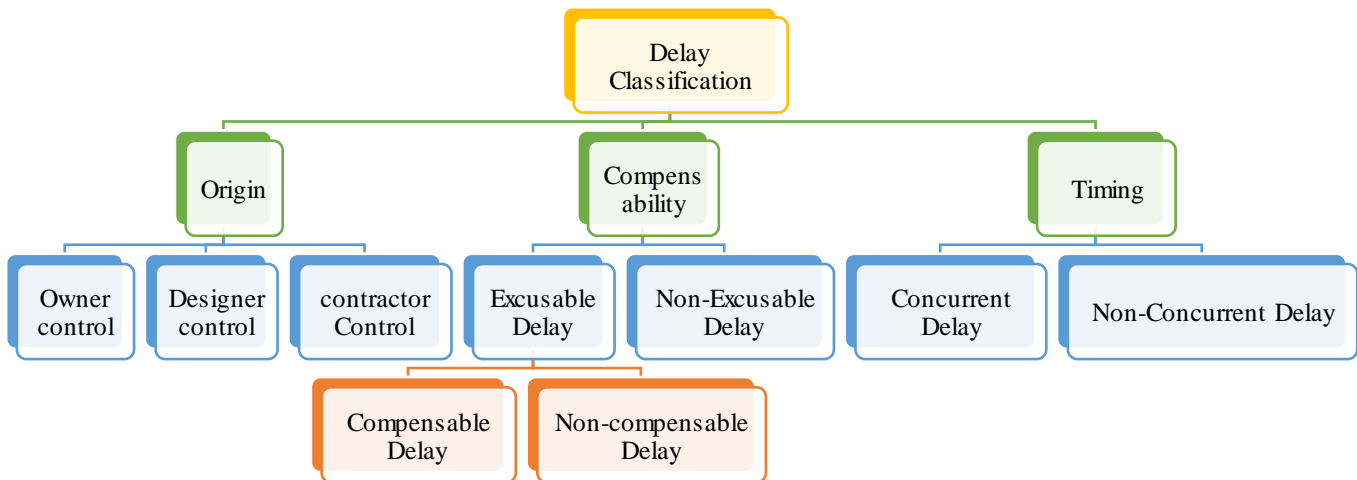 Delay
Classification
Origin
Compens
ability
Timing
Owner
control
Designer
control
contractor
Control
Excusable
Delay
Non-Excusable
Delay
Concurrent
Delay
Non-Concurrent Delay
Compensable
Delay
Non-compensable
Delay